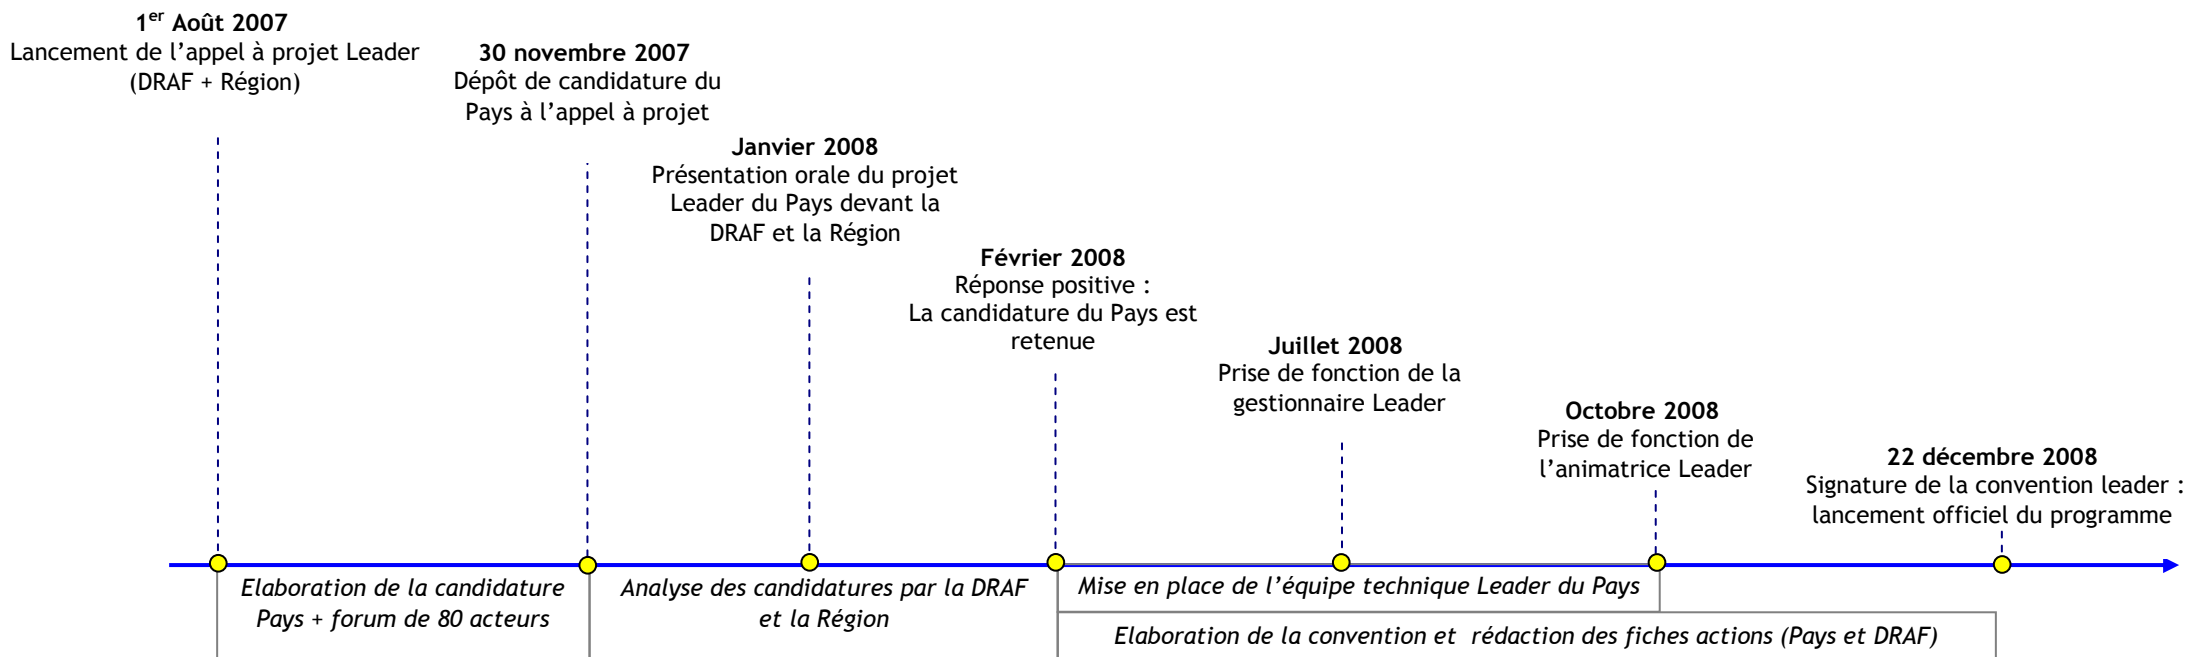 1er Août 2007
Lancement de l’appel à projet Leader
(DRAF + Région)
30 novembre 2007
Dépôt de candidature du
Pays à l’appel à projet
Janvier 2008
Présentation orale du projet
Leader du Pays devant la
DRAF et la Région
Février 2008
Réponse positive :
La candidature du Pays est
retenue
Juillet 2008
Prise de fonction de la
gestionnaire Leader
Octobre 2008
Prise de fonction de
l’animatrice Leader
22 décembre 2008
Signature de la convention leader :
lancement officiel du programme
Elaboration de la candidature
Pays + forum de 80 acteurs
Analyse des candidatures par la DRAF
et la Région
Mise en place de l’équipe technique Leader du Pays
Elaboration de la convention et  rédaction des fiches actions (Pays et DRAF)